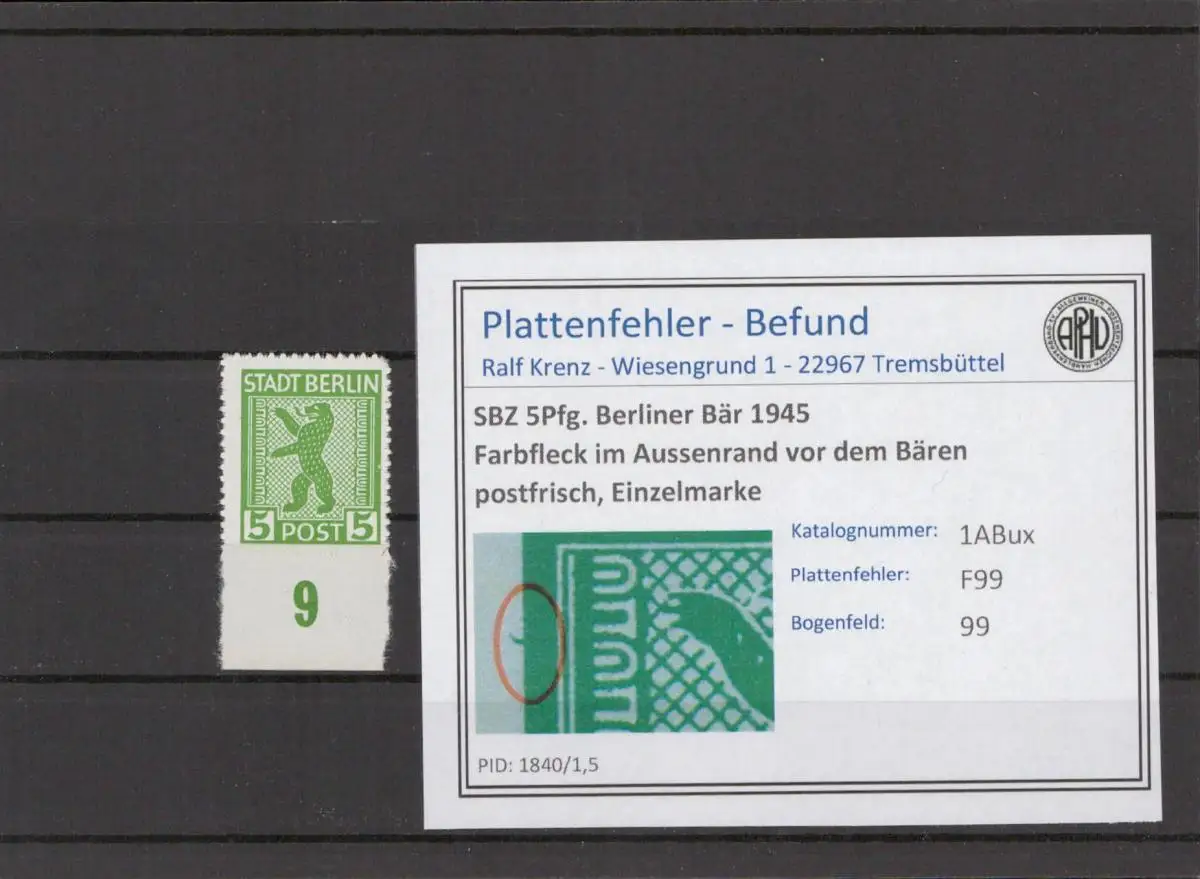 STADT BERLIN
5 POST 5
9
Plattenfehler - Befund
Ralf Krenz - Wiesengrund 1 - 22967 Tremsbüttel
APHV
SBZ 5Pfg. Berliner Bär 1945
Farbfleck im Aussenrand vor dem Bären
postfrisch, Einzelmarke
Katalognummer: 1ABux
Plattenfehler: F99
Bogenfeld: 99
PID: 1840/1,5